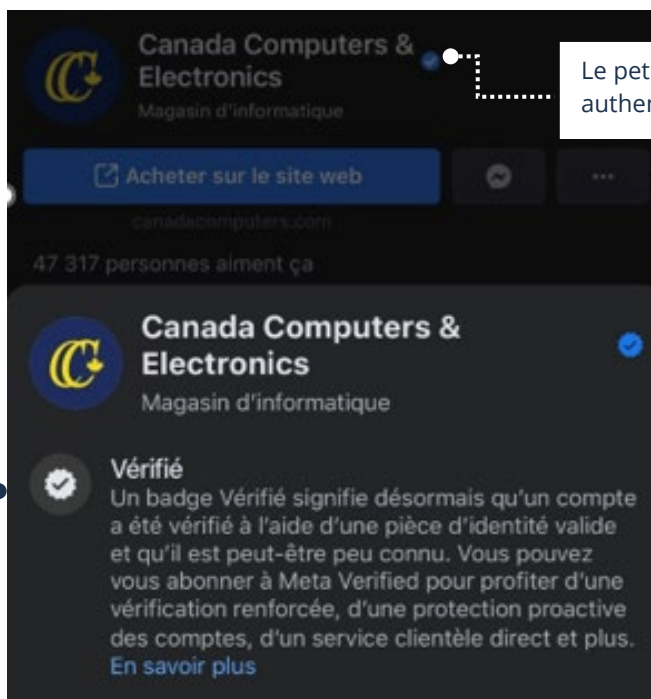 Canada Computers &
Electronics
Magasin d'informatique
Le pet
authen
Acheter sur le site web
canadacomputers.com
47 317 personnes aiment ça
Canada Computers &
Electronics
Magasin d'informatique
Vérifié
Un badge Vérifié signifie désormais qu'un compte
a été vérifié à l'aide d'une pièce d'identité valide
et qu'il est peut-être peu connu. Vous pouvez
vous abonner à Meta Verified pour profiter d'une
vérification renforcée, d'une protection proactive
des comptes, d'un service clientèle direct et plus.
En savoir plus